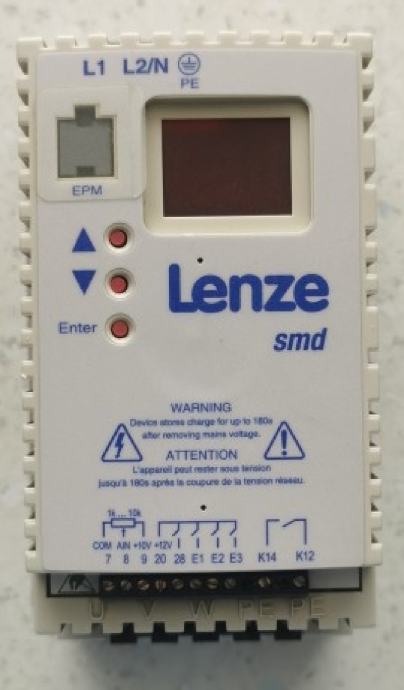 L1 L2/N
PE
EPM
Enter
Lenze
smd
WARNING
Device stores charge for up to 180s
after removing mains voltage.
ATTENTION
L'appareil peut rester sous tension
jusqu'à 180s après la coupure de la tension réseau.
1k...10k
COM AIN +10V +12V
7 8 9 20 28 E1 E2 E3 K14 K12
U V W PE PE